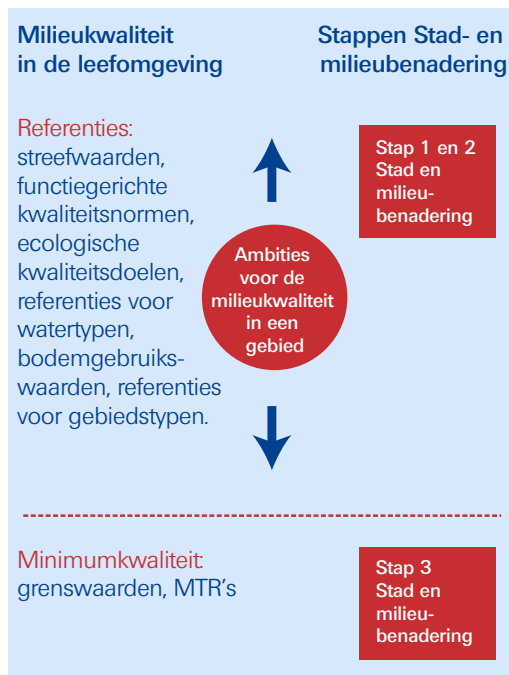 Milieukwaliteit
in de leefomgeving
Stappen Stad- en
milieubenadering
Referenties:
streefwaarden,
functiegerichte
kwaliteitsnormen,
ecologische
kwaliteitsdoelen,
referenties voor
watertypen,
bodemgebruiks-
waarden, referenties
voor gebiedstypen.
Ambities
voor de
milieukwaliteit
in een
gebied
Stap 1 en 2
Stad en
milieu-
benadering
Minimumkwaliteit:
grenswaarden, MTR's
Stap 3
Stad en
milieu-
benadering